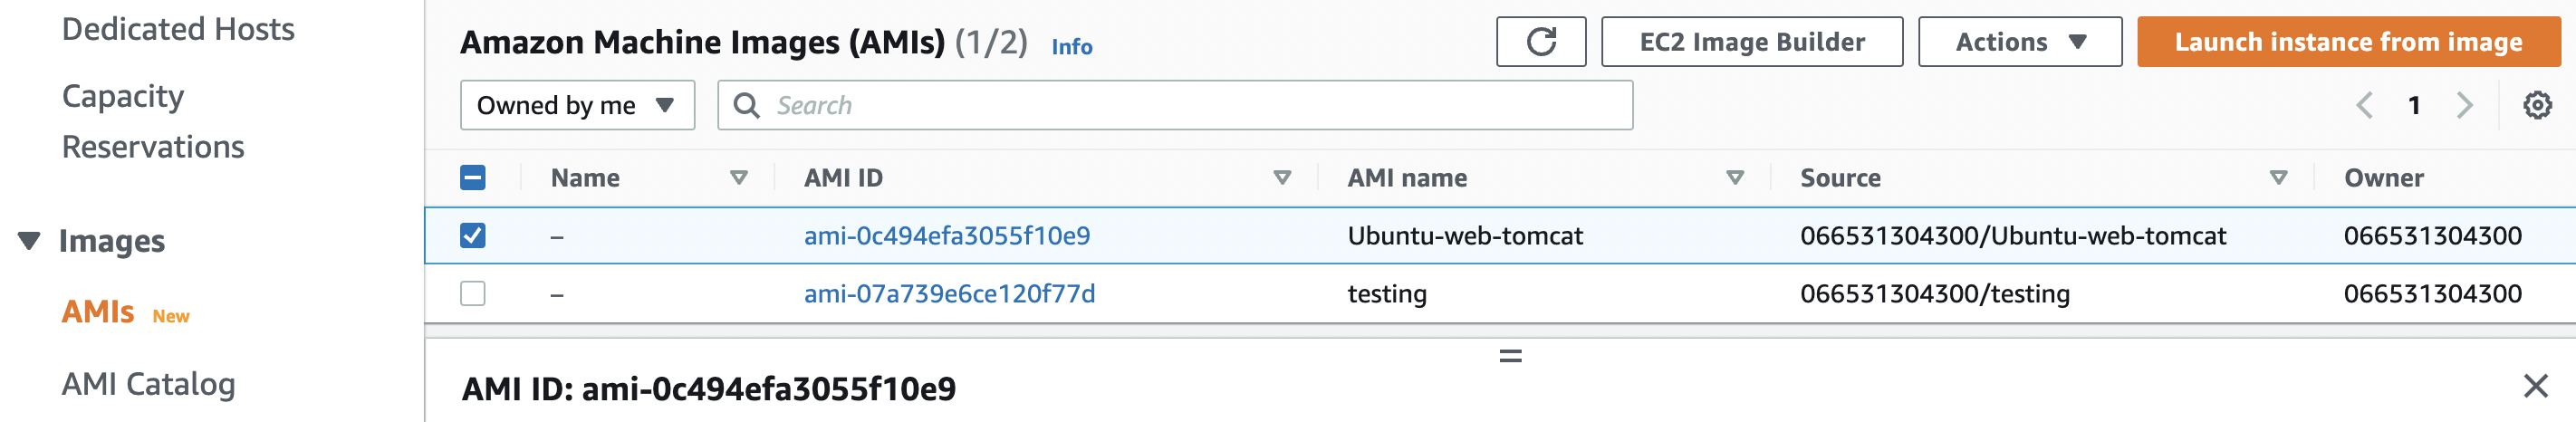 Dedicated Hosts
Capacity
Reservations
Images
AMIs New
AMI Catalog
Amazon Machine Images (AMIs) (1/2) Info
EC2 Image Builder
Actions
Launch instance from image
Owned by me
Search
1
Name AMI ID AMI name Source Owner
– ami-0c494efa3055f10e9 Ubuntu-web-tomcat 066531304300/Ubuntu-web-tomcat 066531304300
– ami-07a739e6ce120f77d testing 066531304300/testing 066531304300
AMI ID: ami-0c494efa3055f10e9